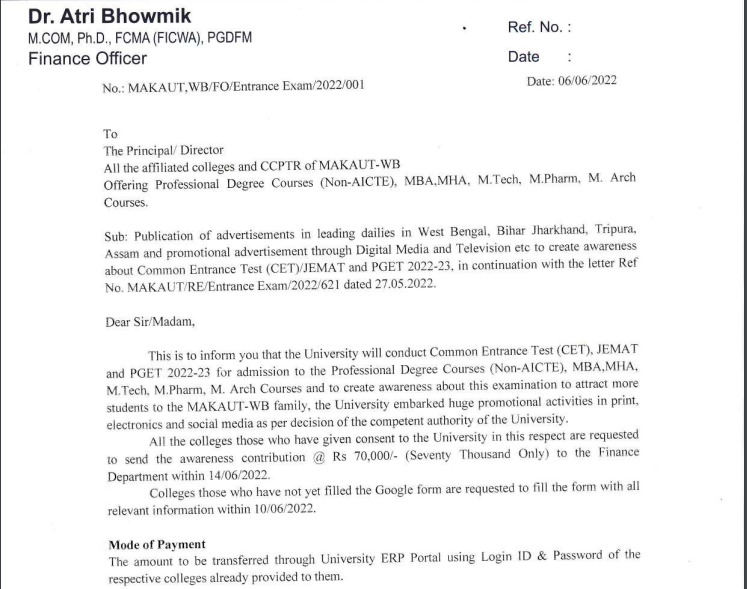 Dr. Atri Bhowmik
M.COM, Ph.D., FCMA (FICWA), PGDFM
Finance Officer
Ref. No. :
Date :
No.: MAKAUT,WB/FO/Entrance Exam/2022/001
Date: 06/06/2022
To
The Principal/ Director
All the affiliated colleges and CCPTR of MAKAUT-WB
Offering Professional Degree Courses (Non-AICTE), MBA,MHA, M.Tech, M.Pharm, M. Arch
Courses.
Sub: Publication of advertisements in leading dailies in West Bengal, Bihar Jharkhand, Tripura,
Assam and promotional advertisement through Digital Media and Television etc to create awareness
about Common Entrance Test (CET)/JEMAT and PGET 2022-23, in continuation with the letter Ref
No. MAKAUT/RE/Entrance Exam/2022/621 dated 27.05.2022.
Dear Sir/Madam,
This is to inform you that the University will conduct Common Entrance Test (CET), JEMAT
and PGET 2022-23 for admission to the Professional Degree Courses (Non-AICTE), MBA,MHA,
M.Tech, M.Pharm, M. Arch Courses and to create awareness about this examination to attract more
students to the MAKAUT-WB family, the University embarked huge promotional activities in print,
electronics and social media as per decision of the competent authority of the University.
All the colleges those who have given consent to the University in this respect are requested
to send the awareness contribution @ Rs 70,000/- (Seventy Thousand Only) to the Finance
Department within 14/06/2022.
Colleges those who have not yet filled the Google form are requested to fill the form with all
relevant information within 10/06/2022.
Mode of Payment
The amount to be transferred through University ERP Portal using Login ID & Password of the
respective colleges already provided to them.